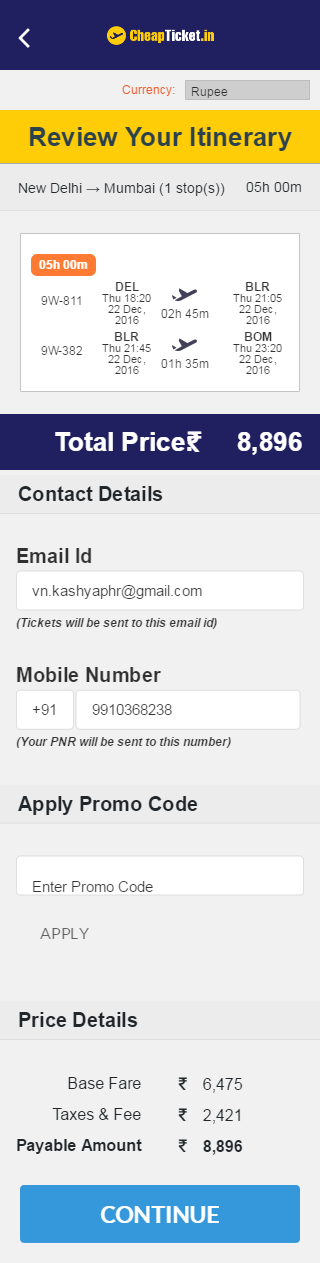 CheapTicket.in
Currency: Rupee
Review Your Itinerary
New Delhi → Mumbai (1 stop(s)) 05h 00m
05h 00m
9W-811 DEL Thu 18:20 22 Dec, 2016 02h 45m BLR Thu 21:05 22 Dec, 2016
9W-382 BLR Thu 21:45 22 Dec, 2016 01h 35m BOM Thu 23:20 22 Dec, 2016
Total Price:₹ 8,896
Contact Details
Email Id
vn.kashyaphr@gmail.com
(Tickets will be sent to this email id)
Mobile Number
+91 9910368238
(Your PNR will be sent to this number)
Apply Promo Code
Enter Promo Code
APPLY
Price Details
Base Fare ₹ 6,475
Taxes & Fee ₹ 2,421
Payable Amount ₹ 8,896
CONTINUE